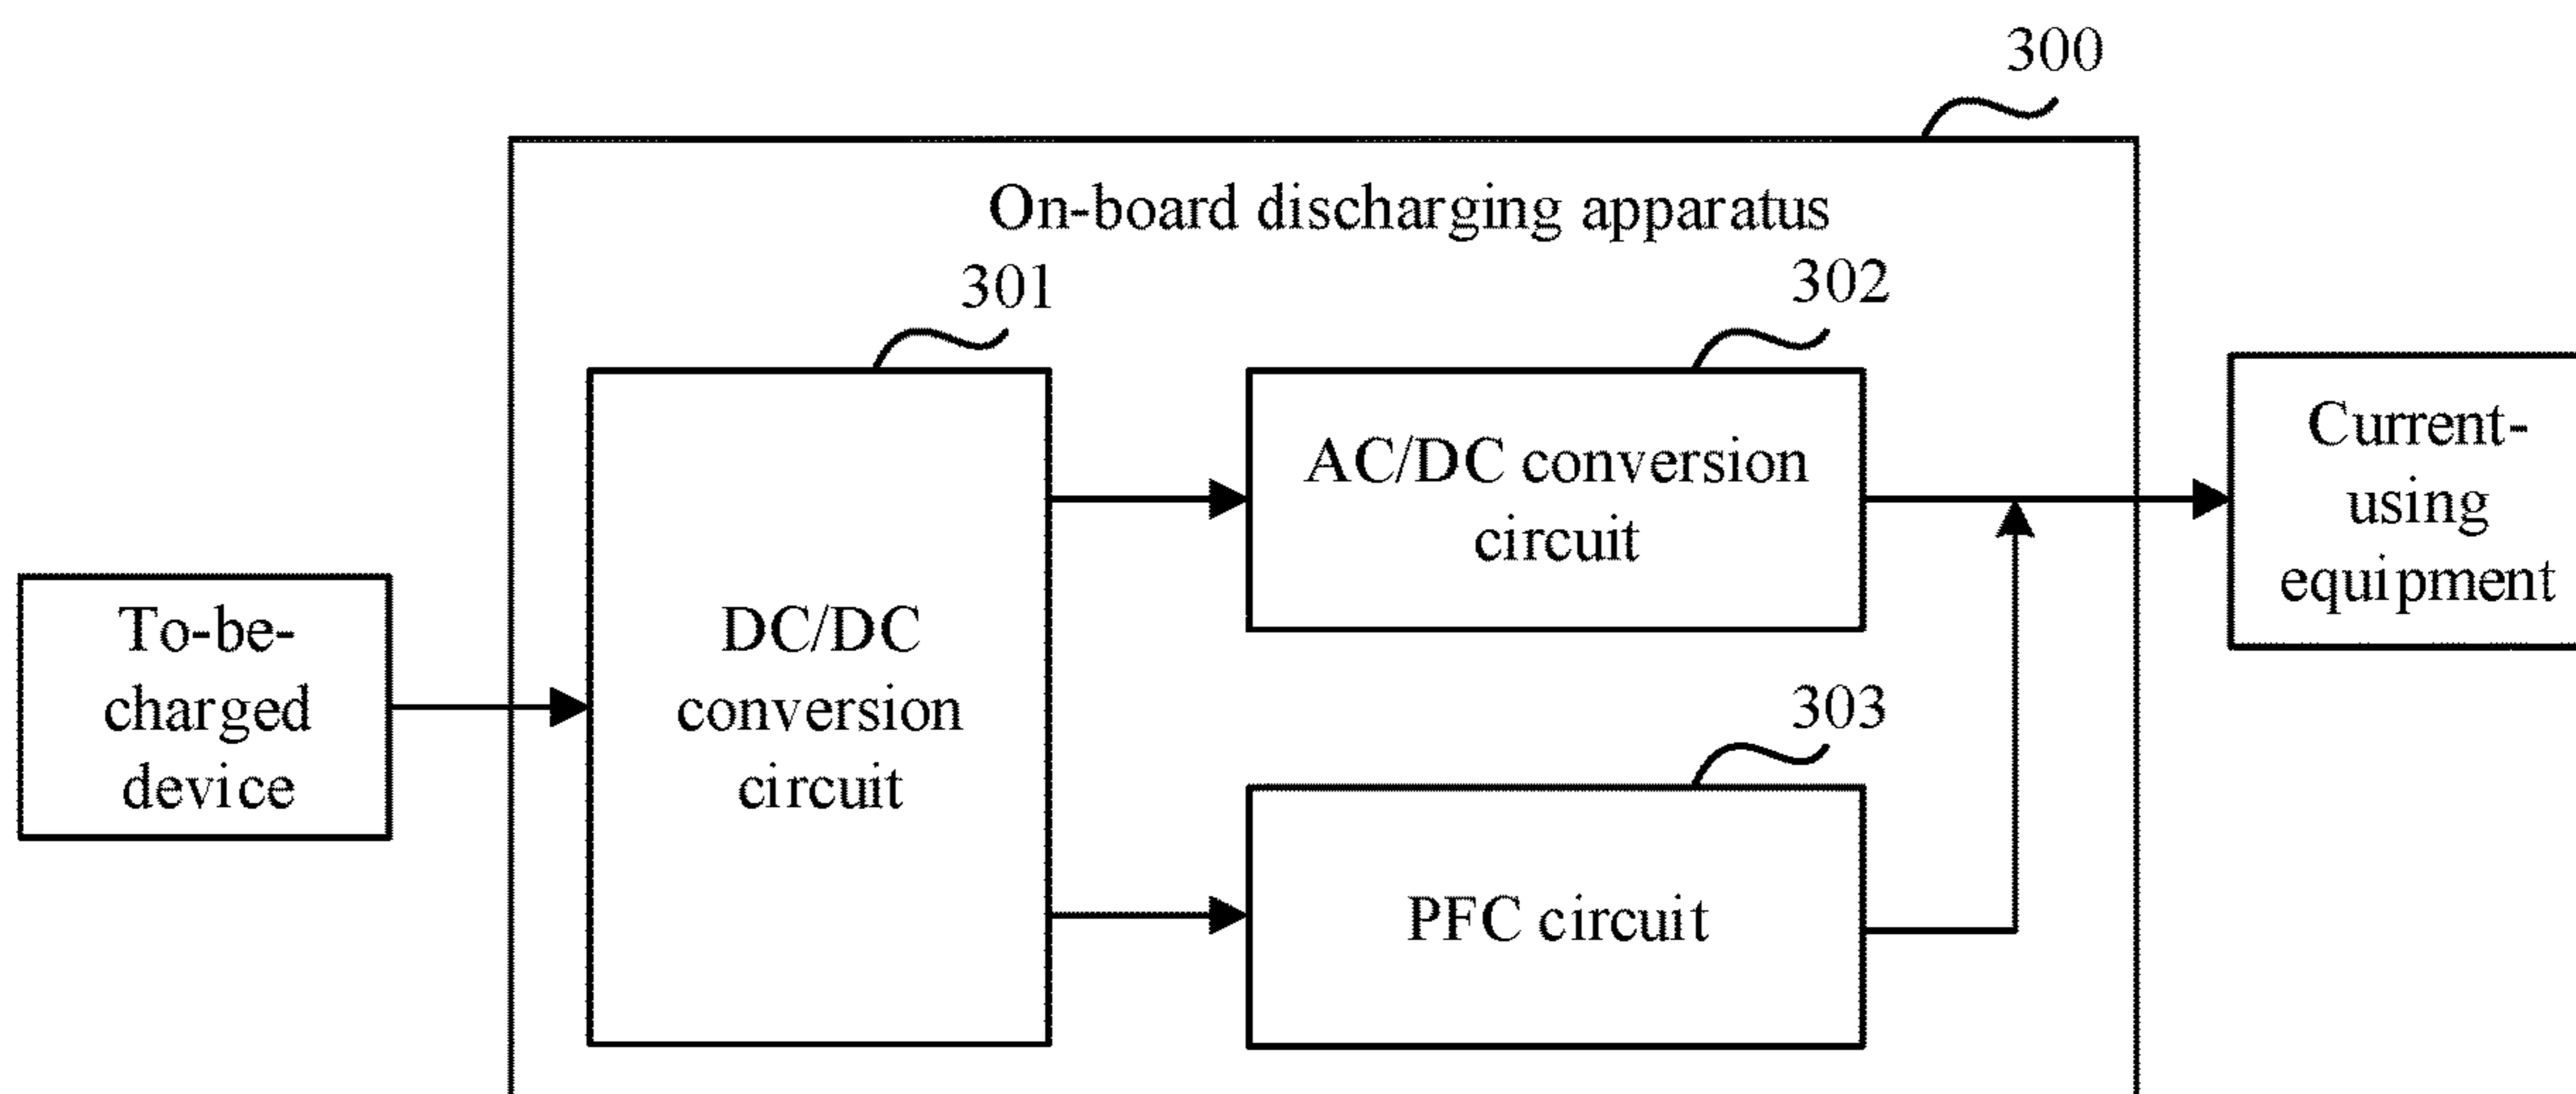 300
On-board discharging apparatus
301
302
To-be-
charged
device
DC/DC
conversion
circuit
AC/DC conversion
circuit
303
PFC circuit
Current-
using
equipment